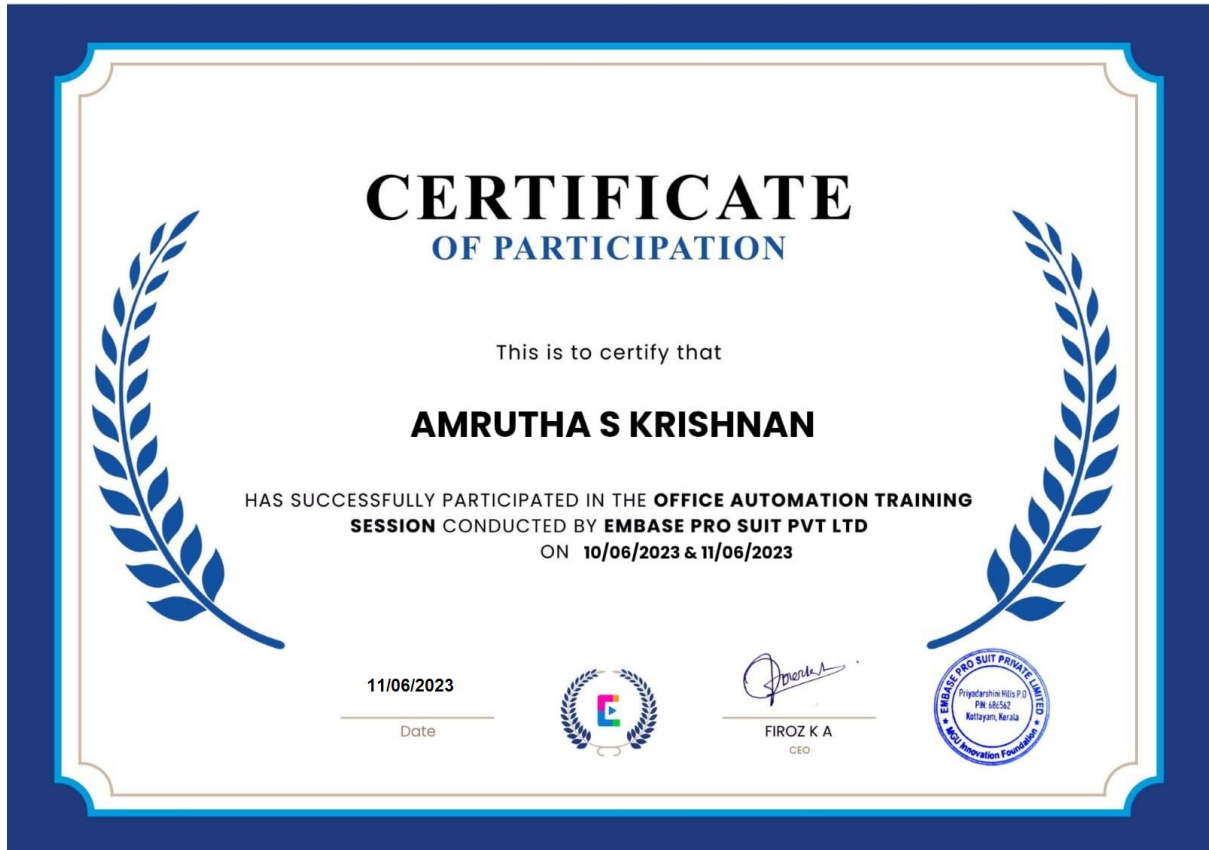 CERTIFICATE
OF PARTICIPATION
This is to certify that
AMRUTHA S KRISHNAN
HAS SUCCESSFULLY PARTICIPATED IN THE OFFICE AUTOMATION TRAINING
SESSION CONDUCTED BY EMBASE PRO SUIT PVT LTD
ON 10/06/2023 & 11/06/2023
11/06/2023
Date
FIROZ K A
CEO
EMBASE PRO SUIT PRIVATE LIMITED
Priyadarshini Hills P.O
PIN: 686562
Kottayam, Kerala
★ MGU Innovation Foundation ★